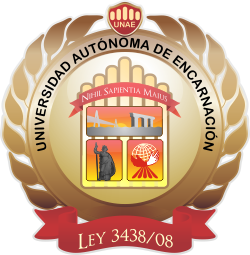 UNAE
UNIVERSIDAD AUTÓNOMA DE ENCARNACIÓN
NIHIL SAPIENTIA MAIUS
LEY 3438/08